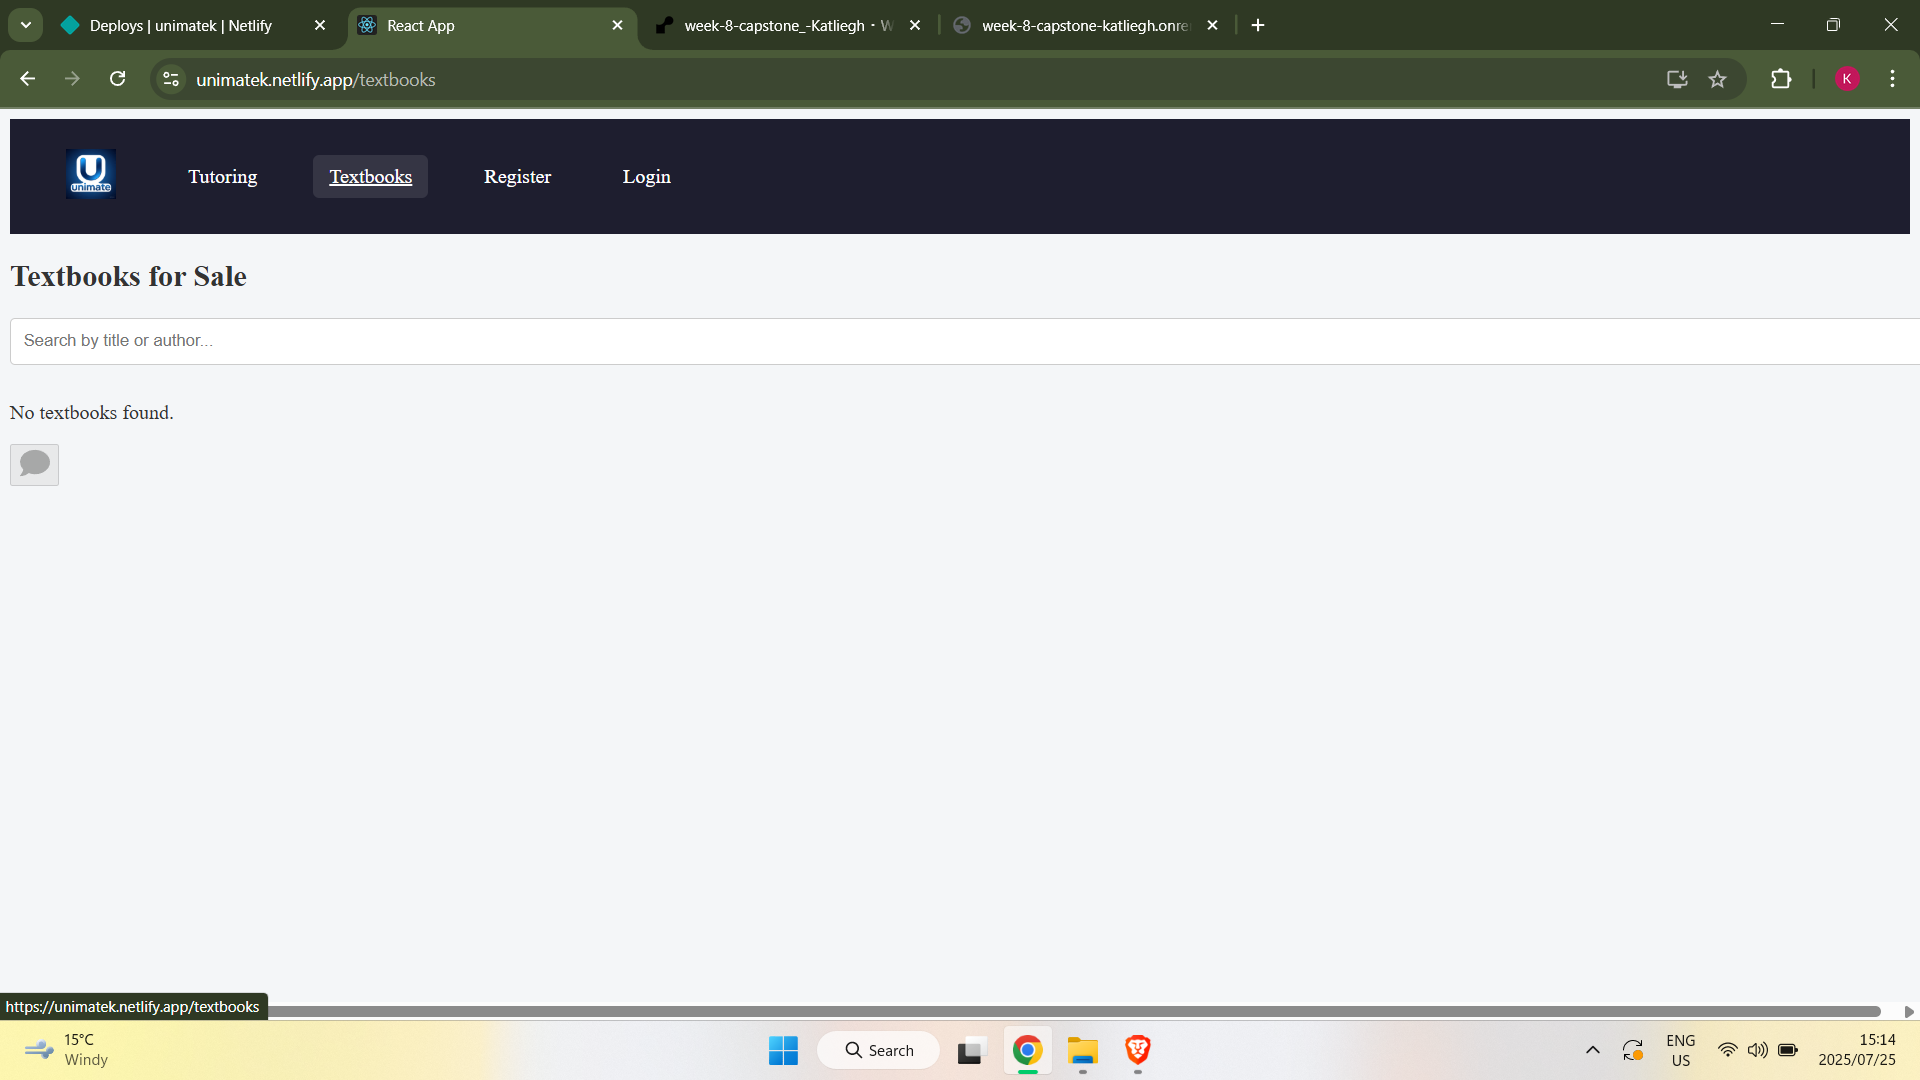 Deploys | unimatek | Netlify
React App
week-8-capstone_-Katliegh · W
week-8-capstone-katliegh.onre
unimatek.netlify.app/textbooks
K
U
unimate
Tutoring
Textbooks
Register
Login
Textbooks for Sale
Search by title or author...
No textbooks found.
https://unimatek.netlify.app/textbooks
15°C
Windy
Search
ENG
US
15:14
2025/07/25